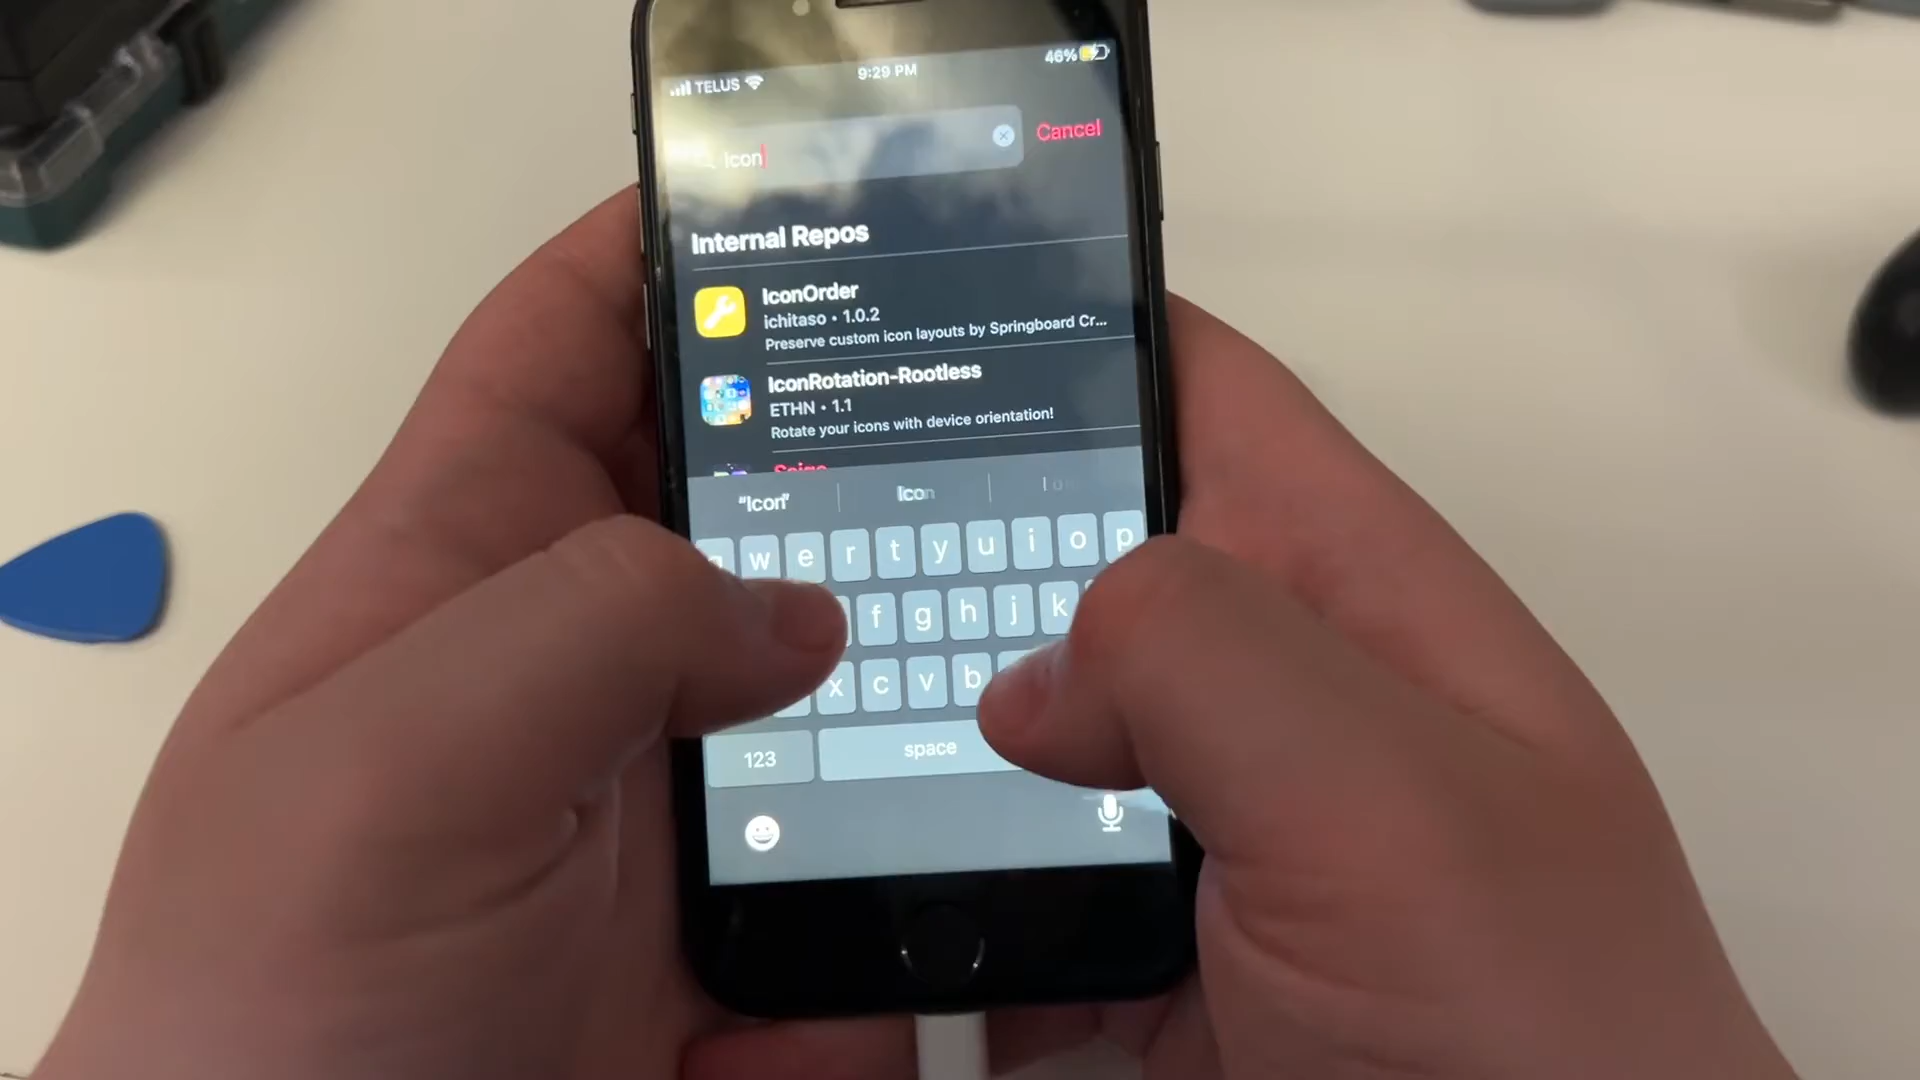 TELUS
9:29 PM
46%
Icon
Cancel
Internal Repos
IconOrder
ichitaso • 1.0.2
Preserve custom icon layouts by Springboard Cr...
IconRotation-Rootless
ETHN • 1.1
Rotate your icons with device orientation!
"Icon"
Icon
w e r t y u i o p
f g h j k
x c v b
123
space